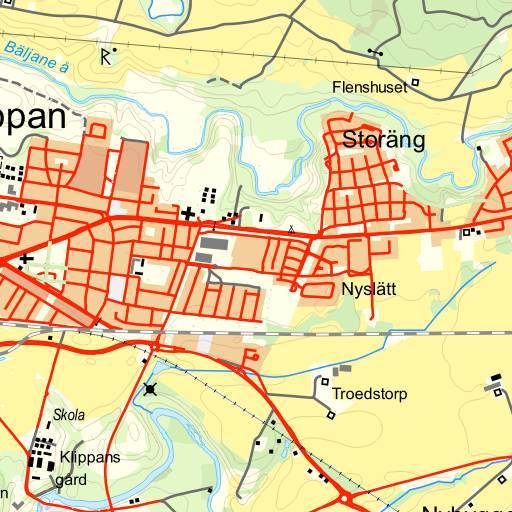 Bäljane å
Flenshuset
ppan
Storäng
Nyslätt
Troedstorp
Skola
Klippans
gård